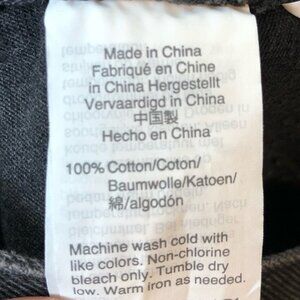 Made in China
Fabriqué en Chine
in China Hergestellt
Vervaardigd in China
中国製
Hecho en China
100% Cotton/Coton/
Baumwolle/Katoen/
綿/algodón
Machine wash cold with
like colors. Non-chlorine
bleach only. Tumble dry
low. Warm iron as needed.